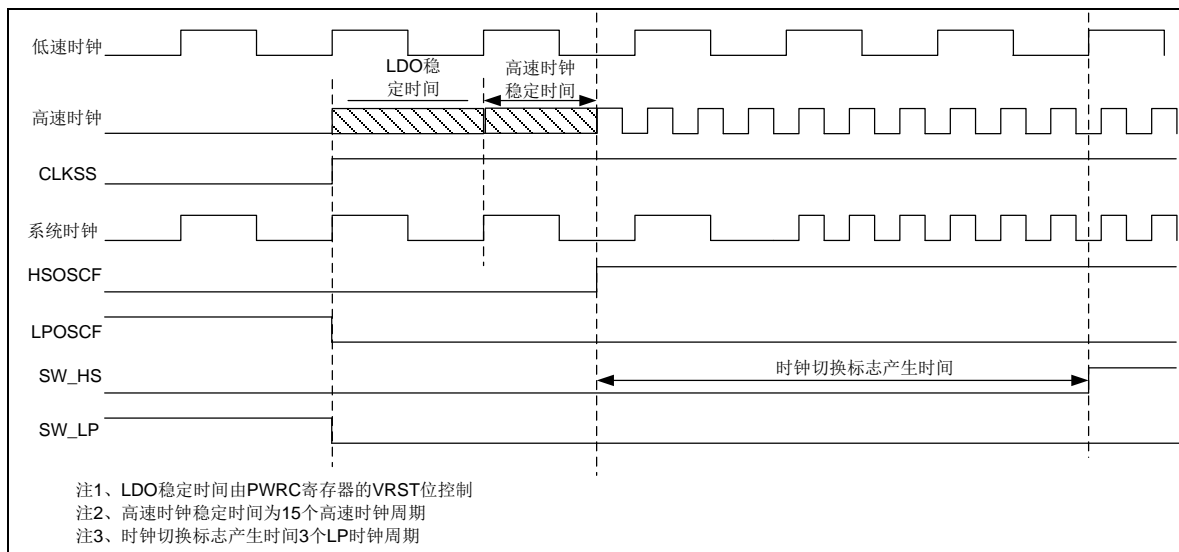 低速时钟
LDO稳
定时间
高速时钟
稳定时间
高速时钟
CLKSS
系统时钟
HSOSCF
LPOSCF
SW_HS
时钟切换标志产生时间
SW_LP
注1、LDO稳定时间由PWRC寄存器的VRST位控制
注2、高速时钟稳定时间为15个高速时钟周期
注3、时钟切换标志产生时间3个LP时钟周期